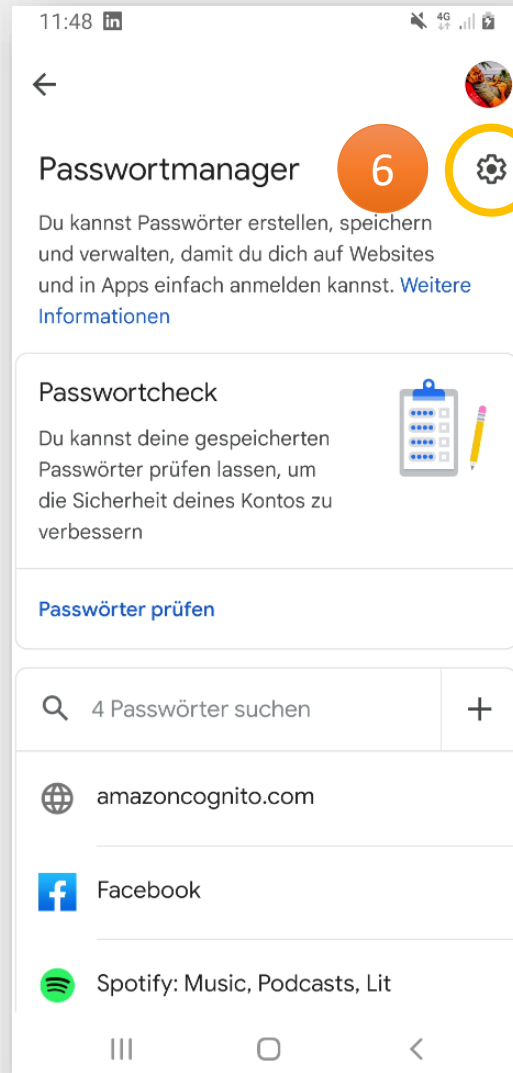 11:48 in 4G
Passwortmanager 6
Du kannst Passwörter erstellen, speichern
und verwalten, damit du dich auf Websites
und in Apps einfach anmelden kannst. Weitere
Informationen
Passwortcheck
Du kannst deine gespeicherten
Passwörter prüfen lassen, um
die Sicherheit deines Kontos zu
verbessern
Passwörter prüfen
4 Passwörter suchen
amazoncognito.com
Facebook
Spotify: Music, Podcasts, Lit